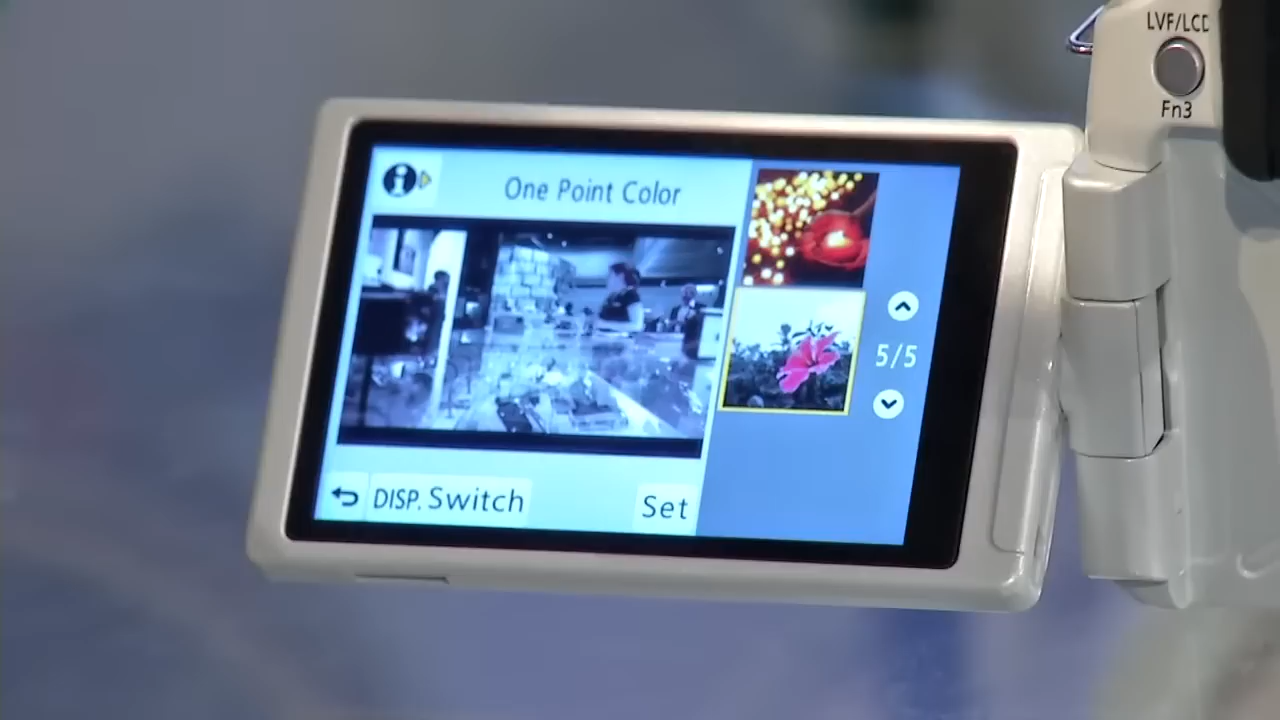 LVF/LCD
Fn3
i
One Point Color
5/5
DISP. Switch
Set